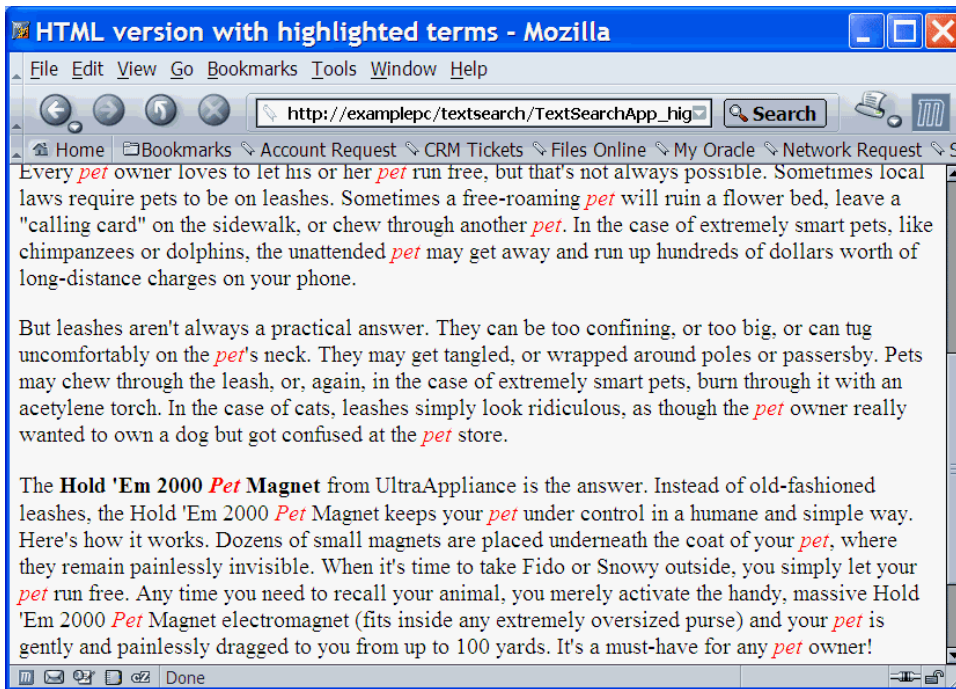 HTML version with highlighted terms - Mozilla
File Edit View Go Bookmarks Tools Window Help
http://examplepc/textsearch/TextSearchApp_hig Search
Home Bookmarks Account Request CRM Tickets Files Online My Oracle Network Request S
Every pet owner loves to let his or her pet run free, but that's not always possible. Sometimes local
laws require pets to be on leashes. Sometimes a free-roaming pet will ruin a flower bed, leave a
"calling card" on the sidewalk, or chew through another pet. In the case of extremely smart pets, like
chimpanzees or dolphins, the unattended pet may get away and run up hundreds of dollars worth of
long-distance charges on your phone.
But leashes aren't always a practical answer. They can be too confining, or too big, or can tug
uncomfortably on the pet's neck. They may get tangled, or wrapped around poles or passersby. Pets
may chew through the leash, or, again, in the case of extremely smart pets, burn through it with an
acetylene torch. In the case of cats, leashes simply look ridiculous, as though the pet owner really
wanted to own a dog but got confused at the pet store.
The Hold 'Em 2000 Pet Magnet from UltraAppliance is the answer. Instead of old-fashioned
leashes, the Hold 'Em 2000 Pet Magnet keeps your pet under control in a humane and simple way.
Here's how it works. Dozens of small magnets are placed underneath the coat of your pet, where
they remain painlessly invisible. When it's time to take Fido or Snowy outside, you simply let your
pet run free. Any time you need to recall your animal, you merely activate the handy, massive Hold
'Em 2000 Pet Magnet electromagnet (fits inside any extremely oversized purse) and your pet is
gently and painlessly dragged to you from up to 100 yards. It's a must-have for any pet owner!
Done